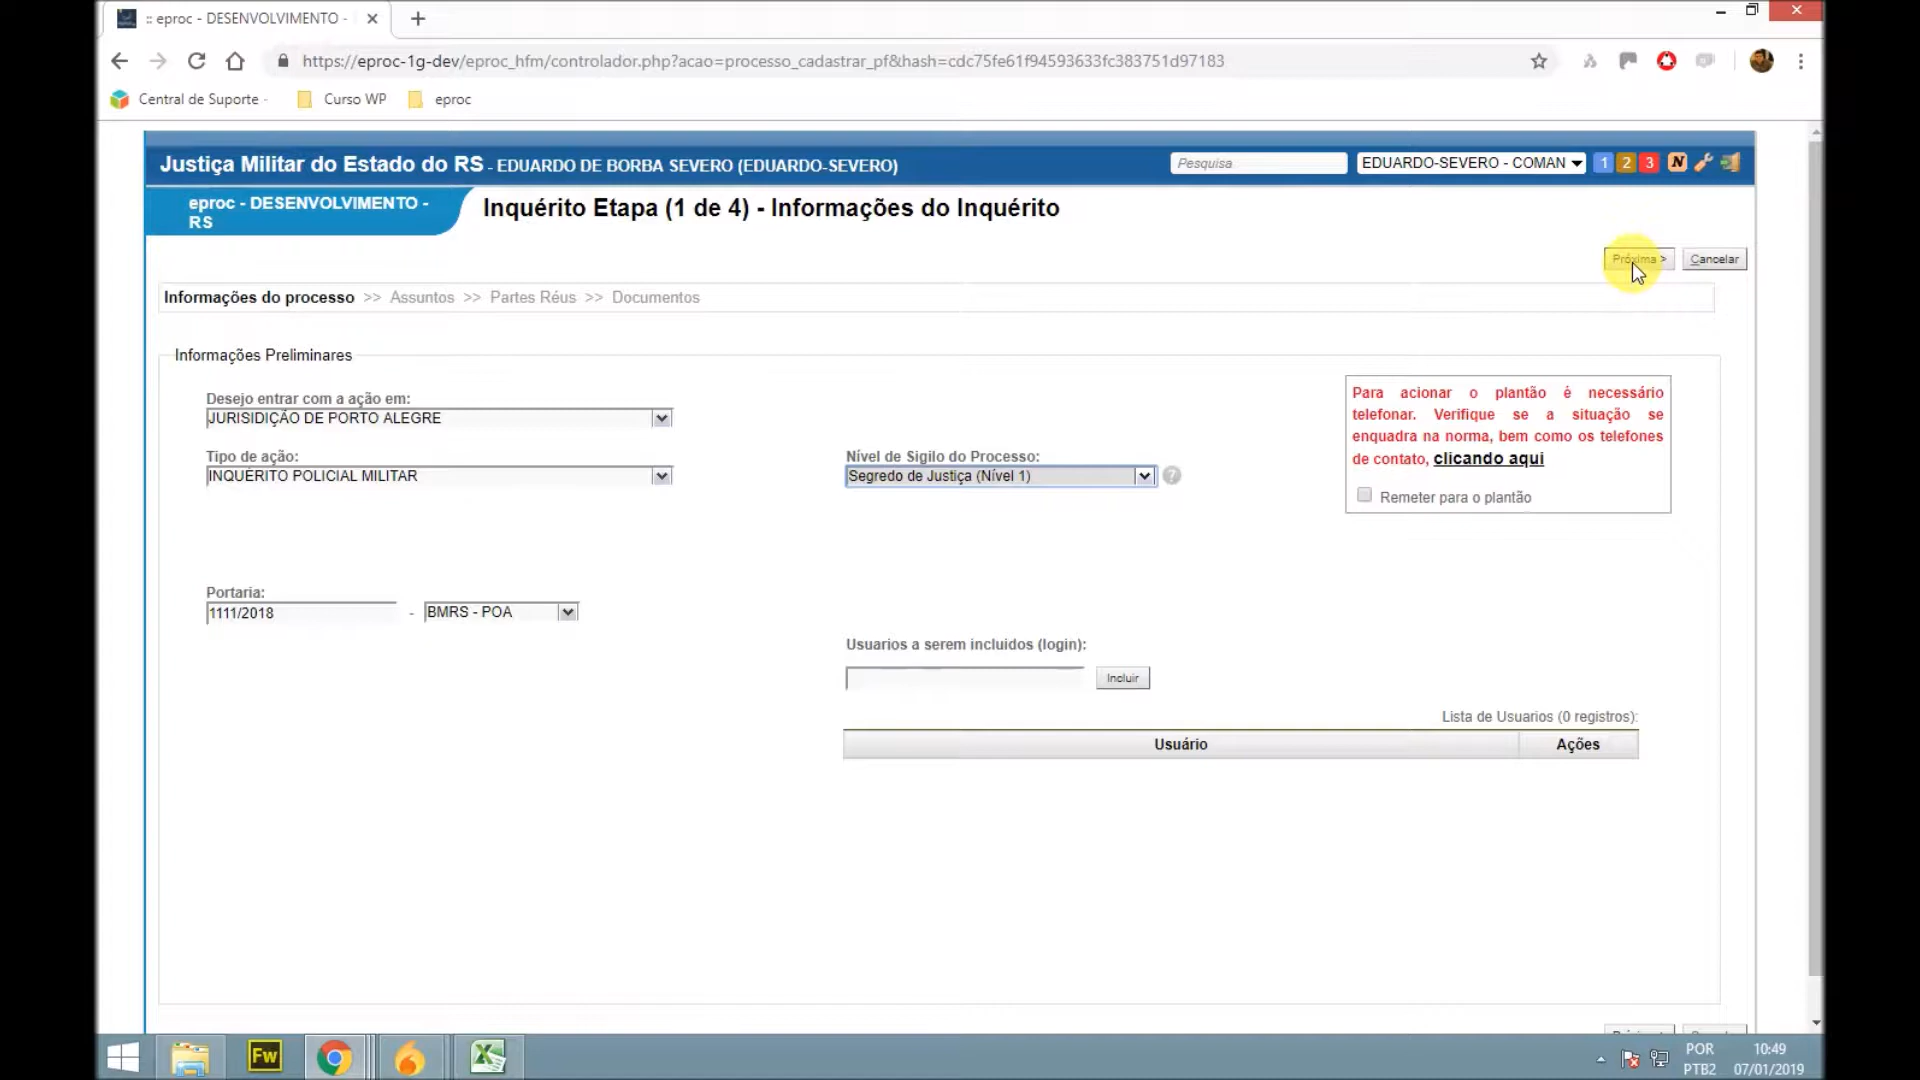 :: eproc - DESENVOLVIMENTO -
https://eproc-1g-dev/eproc_hfm/controlador.php?acao=processo_cadastrar_pf&hash=cdc75fe61f94593633fc383751d97183
Central de Suporte -
Curso WP
eproc
Justiça Militar do Estado do RS - EDUARDO DE BORBA SEVERO (EDUARDO-SEVERO)
Pesquisa
EDUARDO-SEVERO - COMAN
1 2 3 N
eproc - DESENVOLVIMENTO -
RS
Inquérito Etapa (1 de 4) - Informações do Inquérito
Próxima >
Cancelar
Informações do processo >> Assuntos >> Partes Réus >> Documentos
Informações Preliminares
Desejo entrar com a ação em:
JURISIDIÇÃO DE PORTO ALEGRE
Tipo de ação:
INQUÉRITO POLICIAL MILITAR
Nível de Sigilo do Processo:
Segredo de Justiça (Nível 1)
?
Para acionar o plantão é necessário
telefonar. Verifique se a situação se
enquadra na norma, bem como os telefones
de contato, clicando aqui
Remeter para o plantão
Portaria:
1111/2018 - BMRS - POA
Usuarios a serem incluidos (login):
Incluir
Lista de Usuarios (0 registros):
Usuário Ações
Fw
POR
PTB2
10:49
07/01/2019